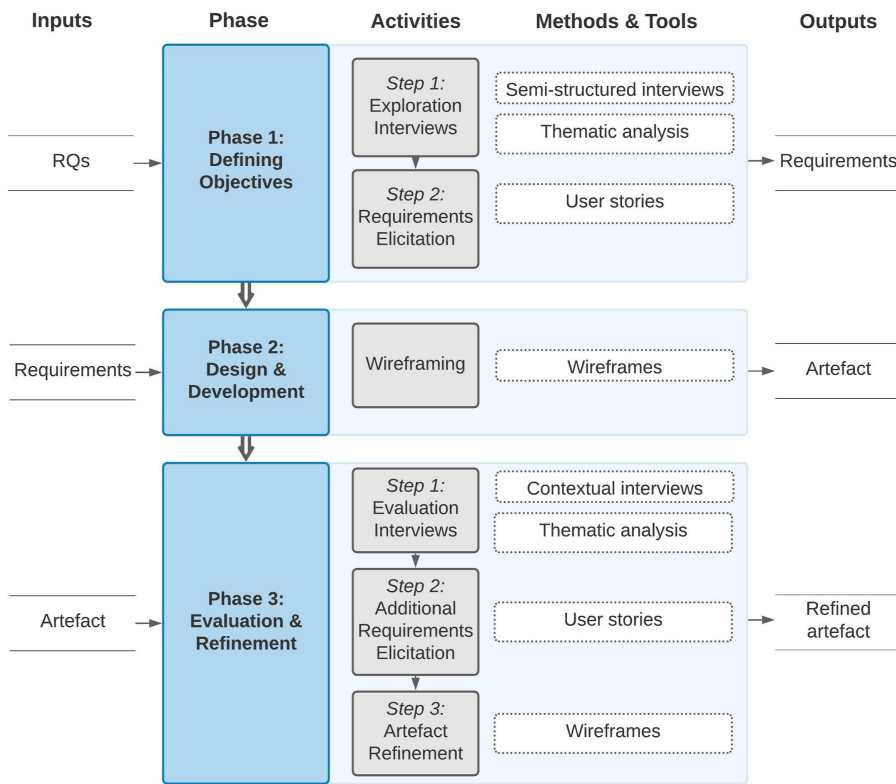 Inputs
Phase
Activities
Methods & Tools
Outputs
RQs
Phase 1:
Defining
Objectives
Step 1:
Exploration
Interviews
Semi-structured interviews
Thematic analysis
Step 2:
Requirements
Elicitation
User stories
Requirements
Requirements
Phase 2:
Design &
Development
Wireframing
Wireframes
Artefact
Artefact
Phase 3:
Evaluation &
Refinement
Step 1:
Evaluation
Interviews
Contextual interviews
Thematic analysis
Step 2:
Additional
Requirements
Elicitation
User stories
Step 3:
Artefact
Refinement
Wireframes
Refined
artefact